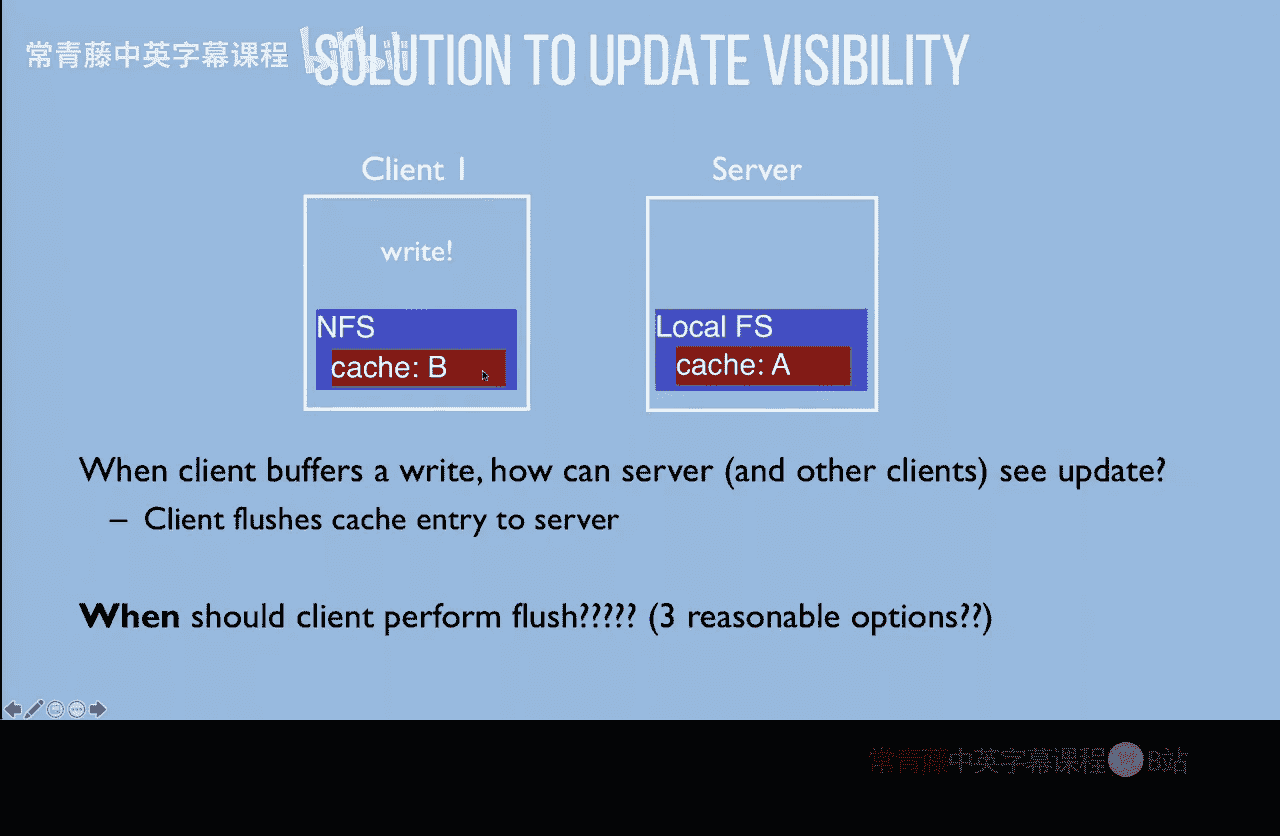 常青藤中英字幕课程
SOLUTION TO UPDATE VISIBILITY
Client 1
Server
write!
NFS
cache: B
Local FS
cache: A
When client buffers a write, how can server (and other clients) see update?
– Client flushes cache entry to server
When should client perform flush????? (3 reasonable options??)
常青藤中英字幕课程
B站